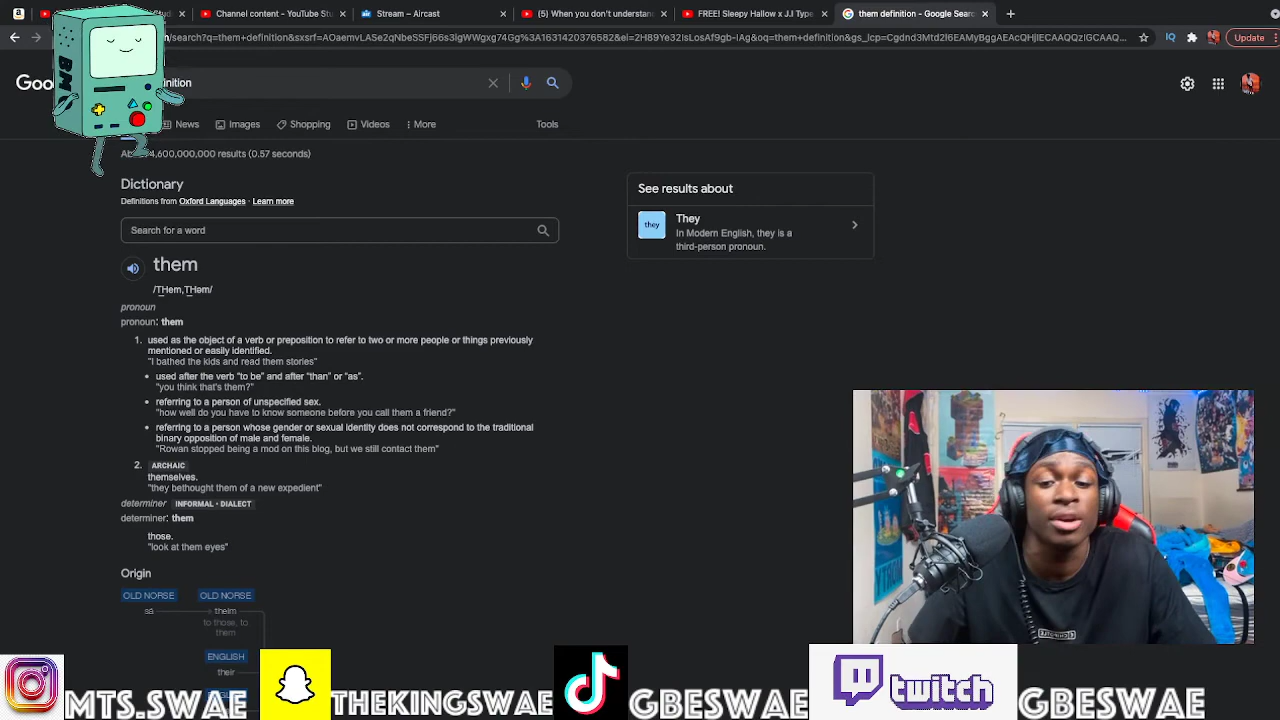 Channel content - YouTube Stu
Stream – Aircast
(5) When you don't understan
FREE! Sleepy Hallow x J.I Type
them definition - Google Searc
Update
Goo
inition
News
Images
Shopping
Videos
More
Tools
4,600,000,000 results (0.57 seconds)
Dictionary
Definitions from Oxford Languages · Learn more
Search for a word
them
/T͟Hem,T͟Həm/
pronoun
pronoun: them
1. used as the object of a verb or preposition to refer to two or more people or things previously
mentioned or easily identified.
"I bathed the kids and read them stories"
• used after the verb "to be" and after "than" or "as".
"you think that's them?"
• referring to a person of unspecified sex.
"how well do you have to know someone before you call them a friend?"
• referring to a person whose gender or sexual identity does not correspond to the traditional
binary opposition of male and female.
"Rowan stopped being a mod on this blog, but we still contact them"
2. ARCHAIC
themselves.
"they bethought them of a new expedient"
determiner INFORMAL • DIALECT
determiner: them
those.
"look at them eyes"
Origin
OLD NORSE OLD NORSE
sá theim
to those, to
them
ENGLISH
their
See results about
they
They
In Modern English, they is a
third-person pronoun.
BMO
MTS.SWAE
THEKINGSWAE
GBESWAE
twitch
GBESWAE